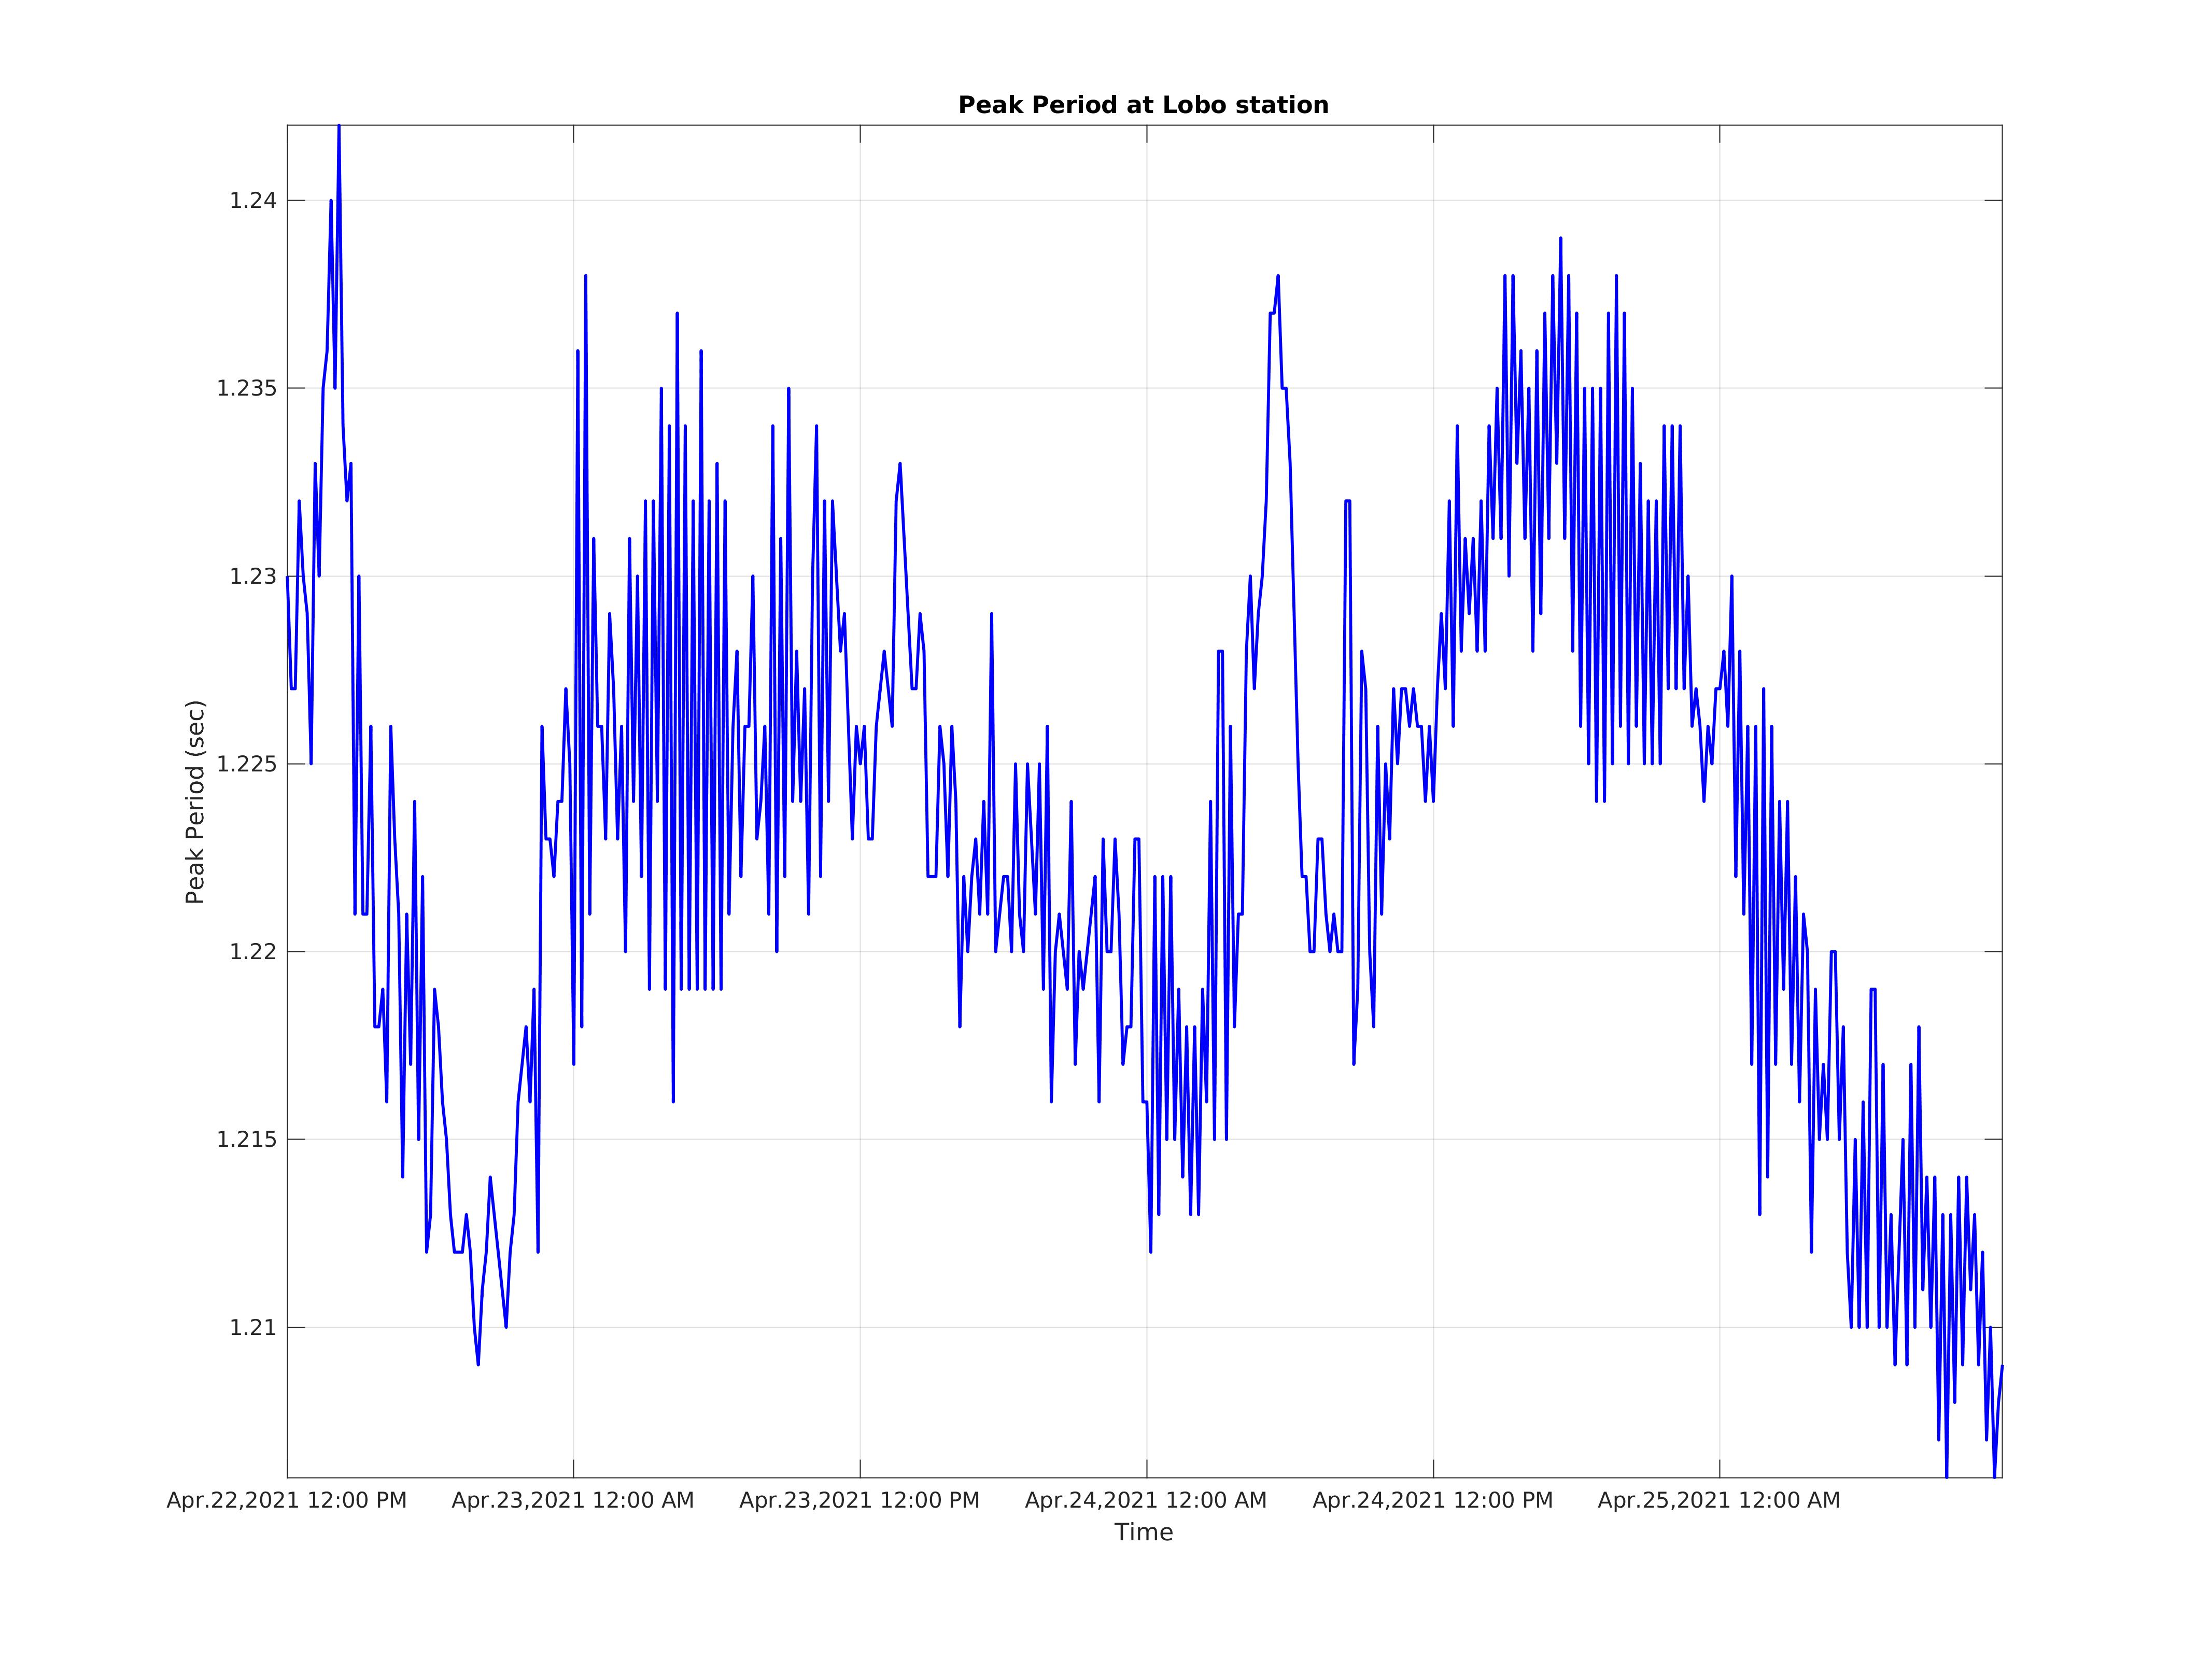 Peak Period at Lobo station
Peak Period (sec)
1.24
1.235
1.23
1.225
1.22
1.215
1.21
Apr.22,2021 12:00 PM Apr.23,2021 12:00 AM Apr.23,2021 12:00 PM Apr.24,2021 12:00 AM Apr.24,2021 12:00 PM Apr.25,2021 12:00 AM
Time